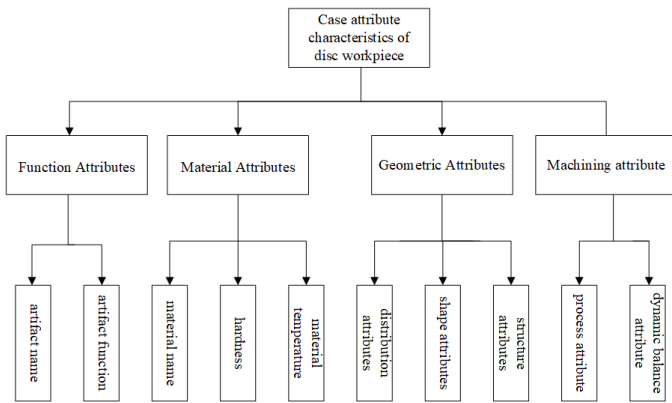 Case attribute
characteristics of
disc workpiece
Function Attributes
Material Attributes
Geometric Attributes
Machining attribute
artifact name
artifact function
material name
hardness
material
temperature
distribution
attributes
shape attributes
structure
attributes
process attribute
dynamic balance
attribute